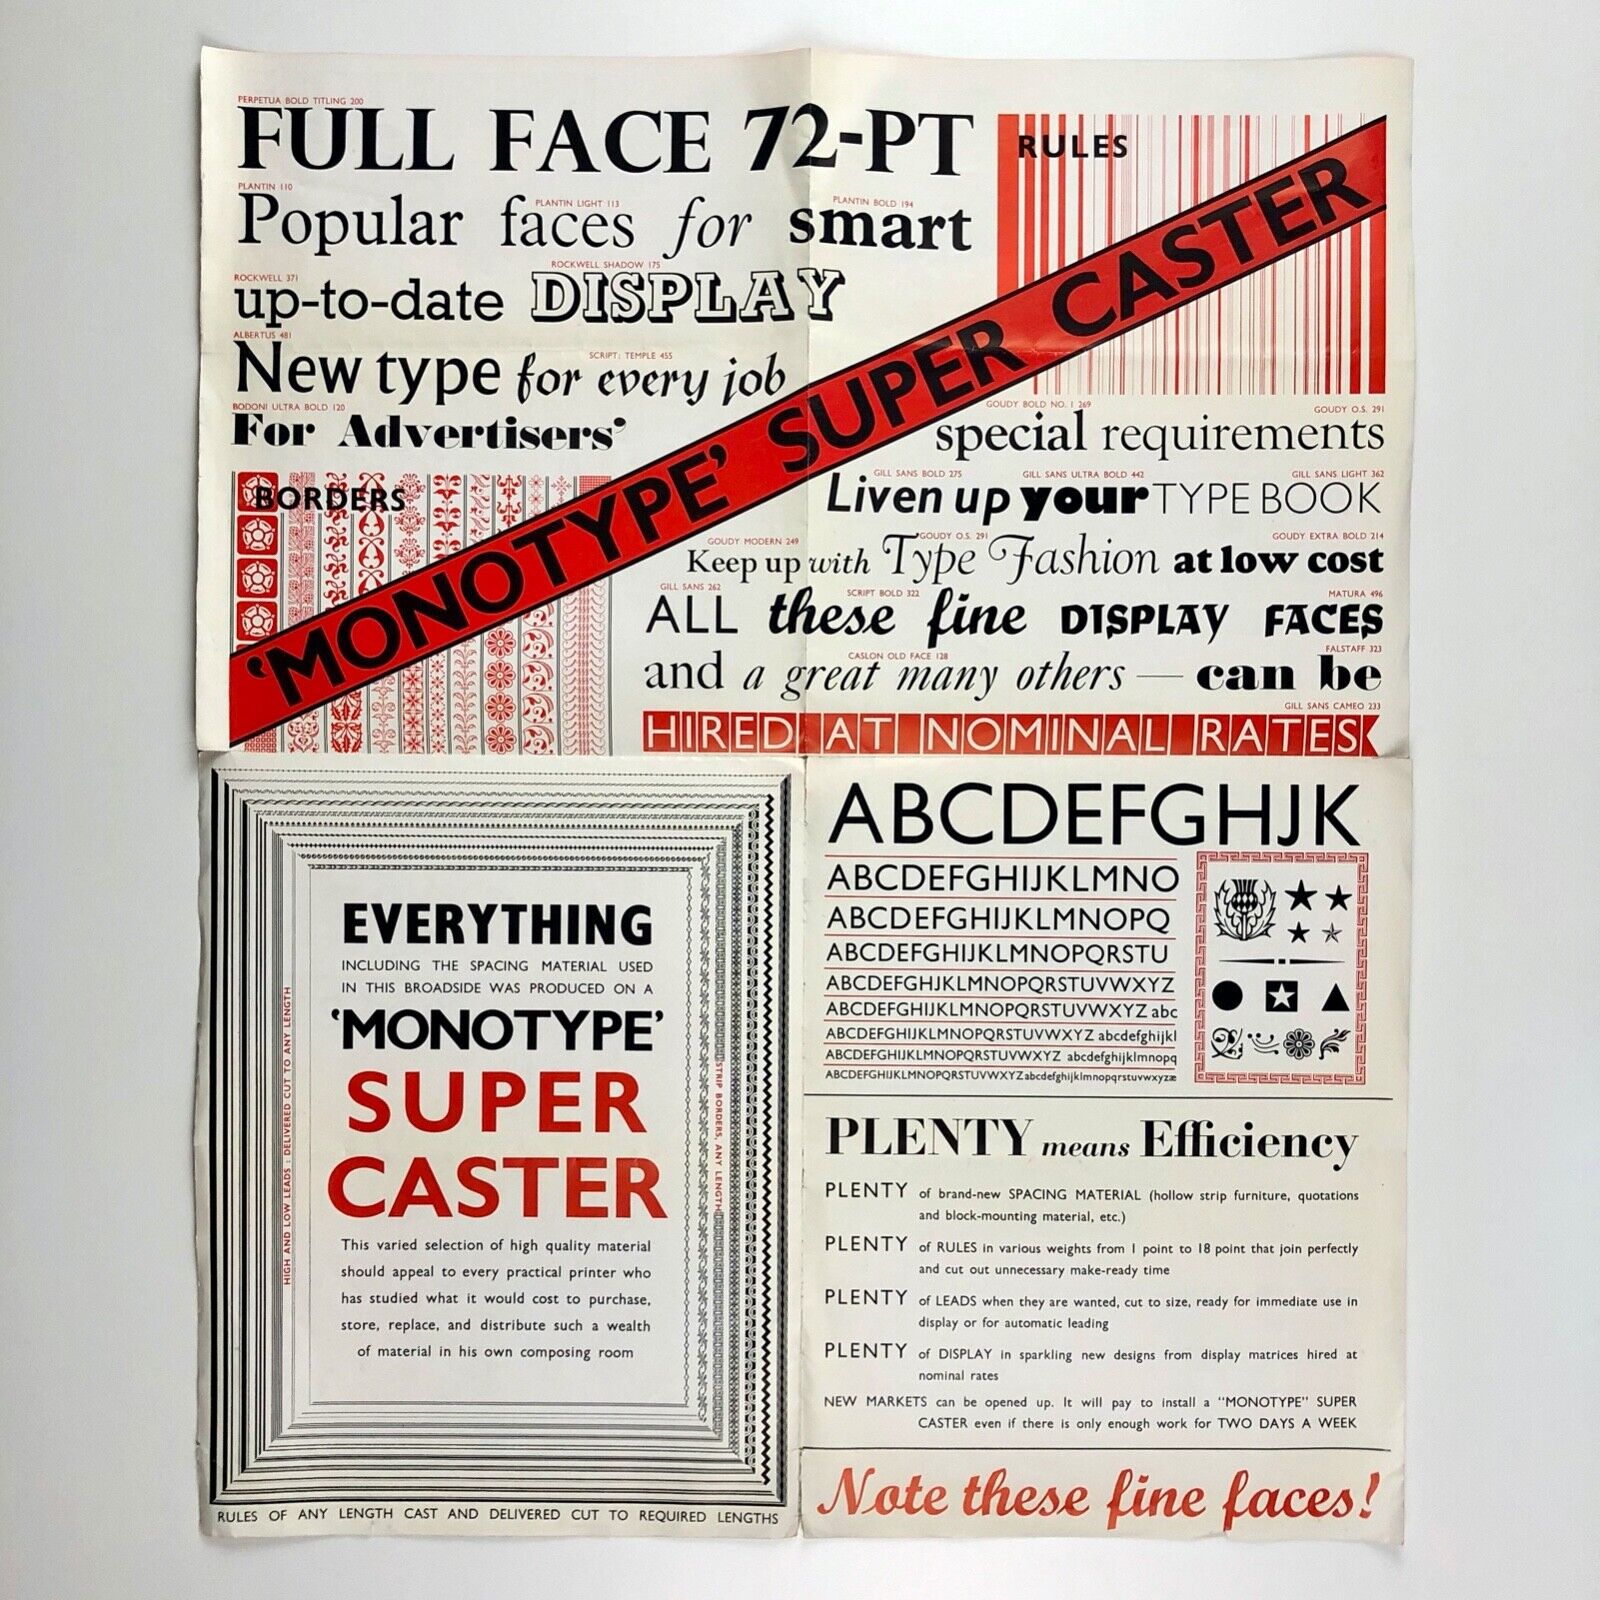 PERPETUA BOLD TITLING 200
FULL FACE 72-PT
PLANTIN 110 PLANTIN LIGHT 113 PLANTIN BOLD 194
Popular faces for smart
ROCKWELL 371 ROCKWELL SHADOW 175
up-to-date DISPLAY
ALBERTUS 481 SCRIPT: TEMPLE 455
New type for every job
BODONI ULTRA BOLD 120
For Advertisers'
RULES
BORDERS
'MONOTYPE' SUPER CASTER
GOUDY BOLD NO. 1 269 GOUDY O.S. 291
special requirements
GILL SANS BOLD 275 GILL SANS ULTRA BOLD 442 GILL SANS LIGHT 362
Liven up your TYPE BOOK
GOUDY MODERN 249 GOUDY O.S. 291 GOUDY EXTRA BOLD 214
Keep up with Type Fashion at low cost
GILL SANS 262 SCRIPT BOLD 322 MATURA 496
ALL these fine DISPLAY FACES
CASLON OLD FACE 128 FALSTAFF 323
and a great many others — can be
GILL SANS CAMEO 233
HIRED AT NOMINAL RATES
EVERYTHING
INCLUDING THE SPACING MATERIAL USED
IN THIS BROADSIDE WAS PRODUCED ON A
'MONOTYPE'
SUPER
CASTER
This varied selection of high quality material
should appeal to every practical printer who
has studied what it would cost to purchase,
store, replace, and distribute such a wealth
of material in his own composing room
HIGH AND LOW LEADS : DELIVERED CUT TO ANY LENGTH
STRIP BORDERS, ANY LENGTH
RULES OF ANY LENGTH CAST AND DELIVERED CUT TO REQUIRED LENGTHS
ABCDEFGHJK
ABCDEFGHIJKLMNO
ABCDEFGHIJKLMNOPQ
ABCDEFGHIJKLMNOPQRSTU
ABCDEFGHIJKLMNOPQRSTUVWXYZ
ABCDEFGHIJKLMNOPQRSTUVWXYZ abc
ABCDEFGHIJKLMNOPQRSTUVWXYZ abcdefghijkl
ABCDEFGHIJKLMNOPQRSTUVWXYZ abcdefghijklmnopq
ABCDEFGHIJKLMNOPQRSTUVWXYZabcdefghijklmnopqrstuvwxyzæ
PLENTY means Efficiency
PLENTY of brand-new SPACING MATERIAL (hollow strip furniture, quotations
and block-mounting material, etc.)
PLENTY of RULES in various weights from 1 point to 18 point that join perfectly
and cut out unnecessary make-ready time
PLENTY of LEADS when they are wanted, cut to size, ready for immediate use in
display or for automatic leading
PLENTY of DISPLAY in sparkling new designs from display matrices hired at
nominal rates
NEW MARKETS can be opened up. It will pay to install a "MONOTYPE" SUPER
CASTER even if there is only enough work for TWO DAYS A WEEK
Note these fine faces!